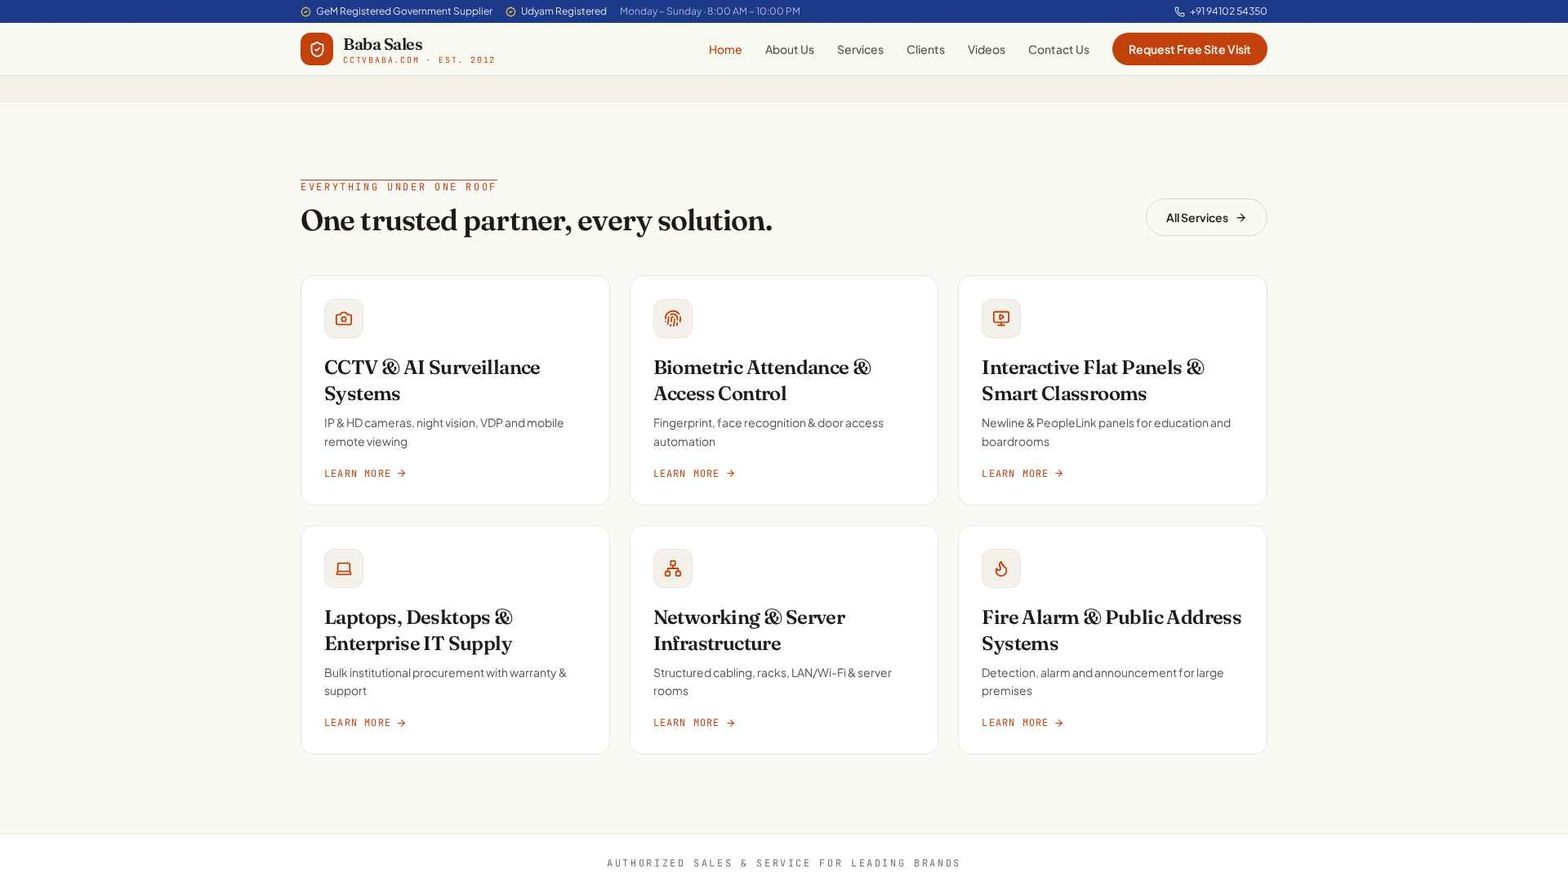 GeM Registered Government Supplier
Udyam Registered
Monday – Sunday · 8:00 AM – 10:00 PM
+91 94102 54350
Baba Sales
CCTVBABA.COM · EST. 2012
Home
About Us
Services
Clients
Videos
Contact Us
Request Free Site Visit
EVERYTHING UNDER ONE ROOF
One trusted partner, every solution.
All Services →
CCTV & AI Surveillance
Systems
IP & HD cameras, night vision, VDP and mobile
remote viewing
LEARN MORE →
Biometric Attendance &
Access Control
Fingerprint, face recognition & door access
automation
LEARN MORE →
Interactive Flat Panels &
Smart Classrooms
Newline & PeopleLink panels for education and
boardrooms
LEARN MORE →
Laptops, Desktops &
Enterprise IT Supply
Bulk institutional procurement with warranty &
support
LEARN MORE →
Networking & Server
Infrastructure
Structured cabling, racks, LAN/Wi-Fi & server
rooms
LEARN MORE →
Fire Alarm & Public Address
Systems
Detection, alarm and announcement for large
premises
LEARN MORE →
AUTHORIZED SALES & SERVICE FOR LEADING BRANDS